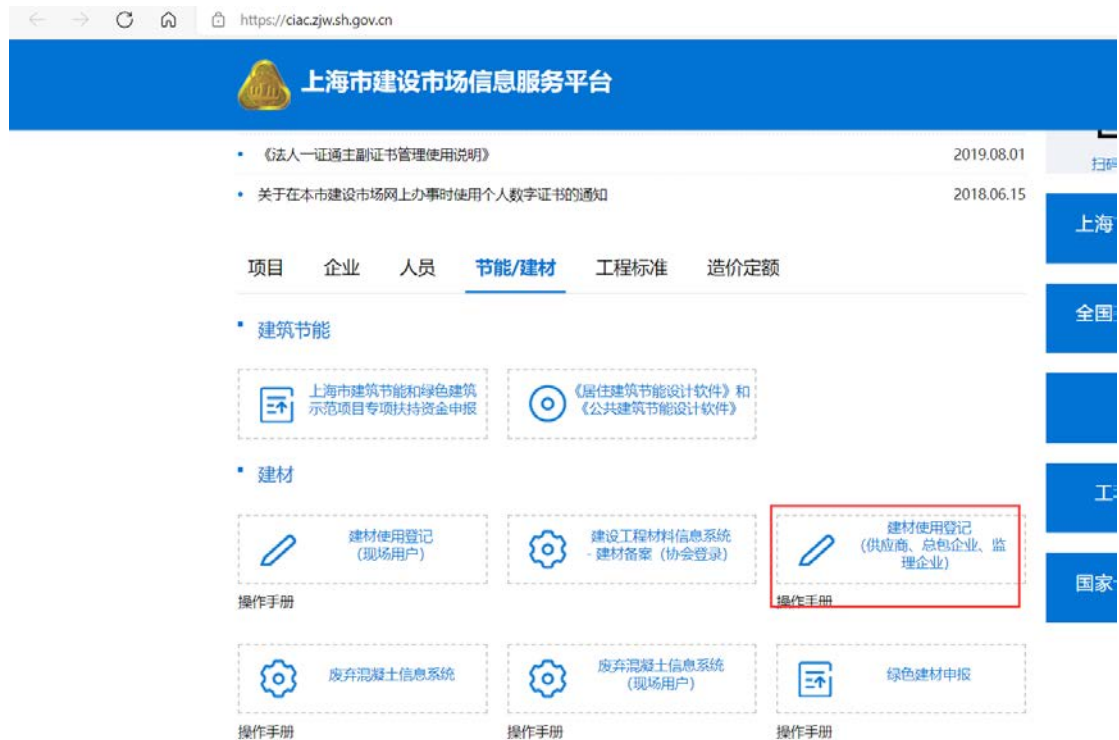 https://ciac.zjw.sh.gov.cn
上海市建设市场信息服务平台
• 《法人一证通主副证书管理使用说明》 2019.08.01
扫码
• 关于在本市建设市场网上办事时使用个人数字证书的通知 2018.06.15
上海
项目 企业 人员 节能/建材 工程标准 造价定额
全国
建筑节能
上海市建筑节能和绿色建筑
示范项目专项扶持资金申报
《居住建筑节能设计软件》和
《公共建筑节能设计软件》
建材
工
建材使用登记
(现场用户)
操作手册
建设工程材料信息系统
- 建材备案（协会登录）
建材使用登记
(供应商、总包企业、监
理企业)
操作手册
国家
废弃混凝土信息系统
操作手册
废弃混凝土信息系统
(现场用户)
操作手册
绿色建材申报
操作手册